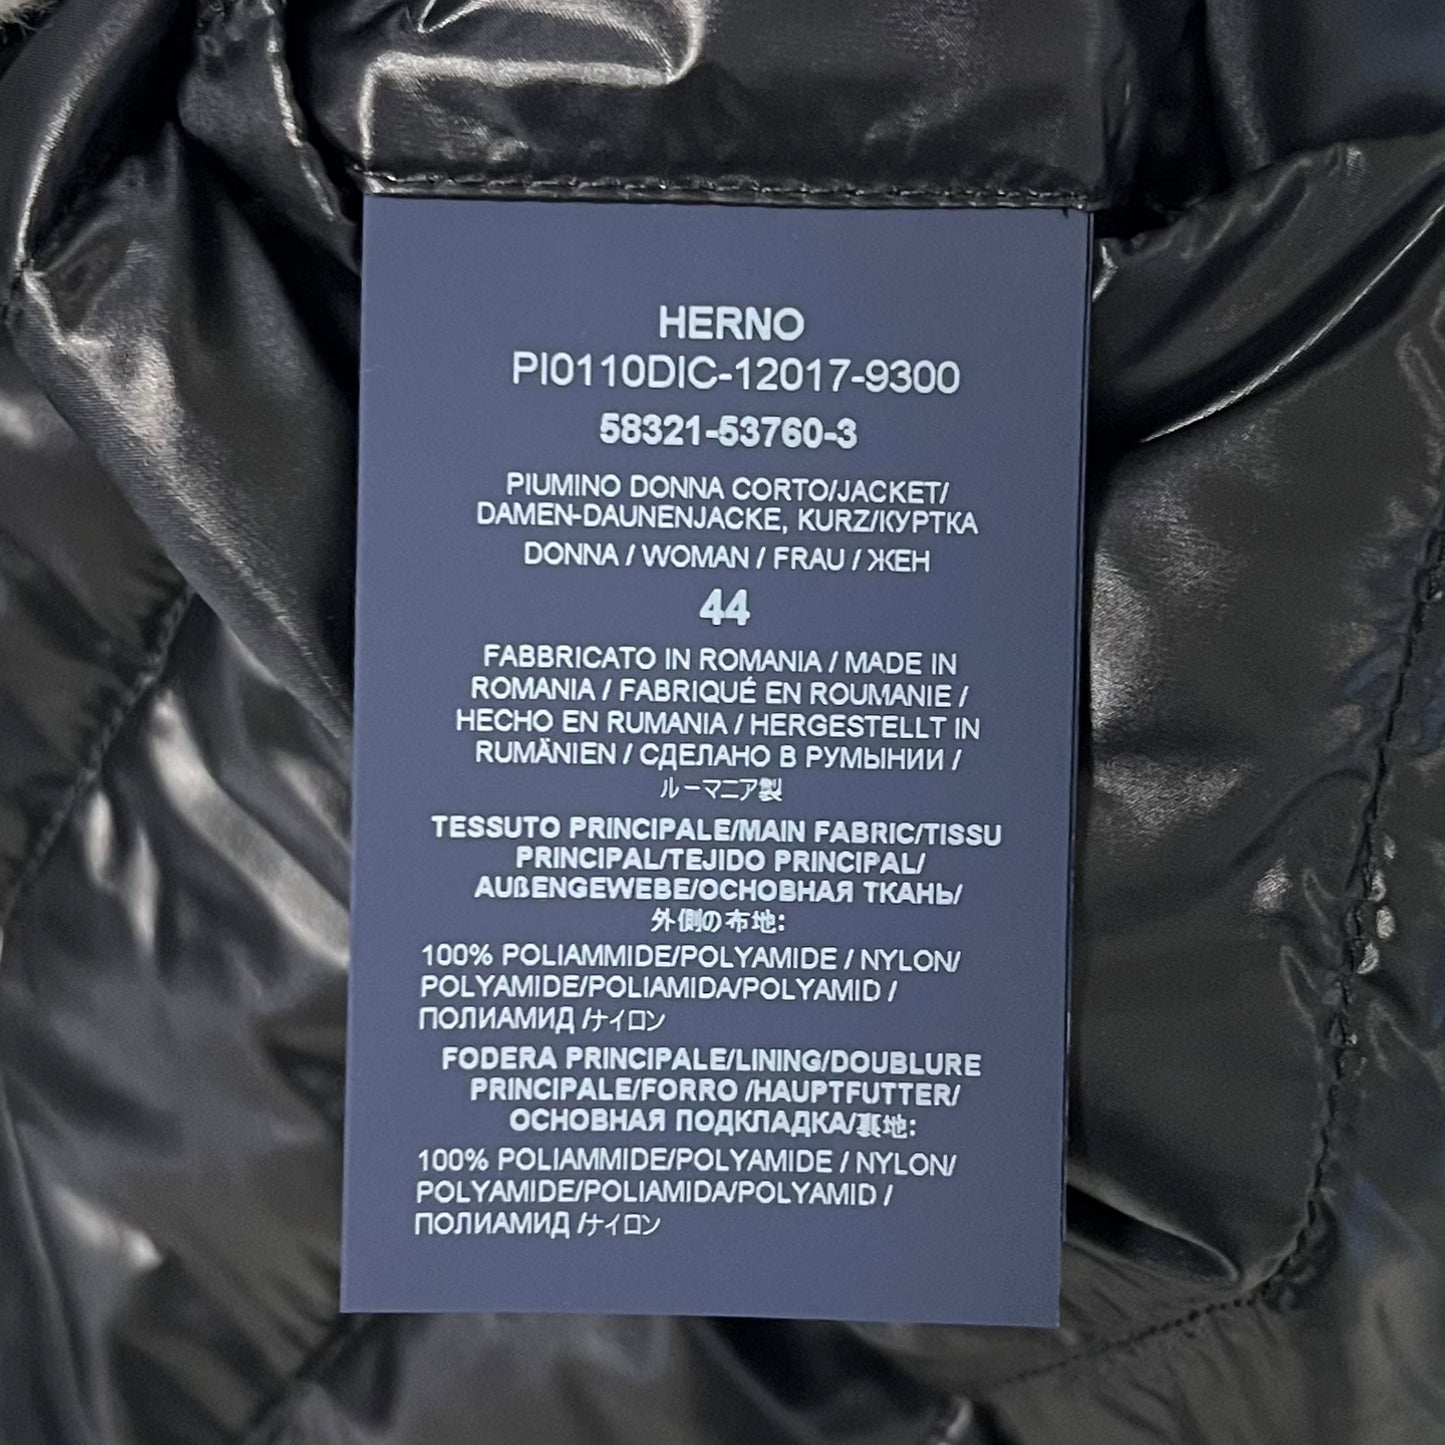 HERNO
PI0110DIC-12017-9300
58321-53760-3
PIUMINO DONNA CORTO/JACKET/
DAMEN-DAUNENJACKE, KURZ/КУРТКА
DONNA / WOMAN / FRAU / ЖЕН
44
FABBRICATO IN ROMANIA / MADE IN
ROMANIA / FABRIQUÉ EN ROUMANIE /
HECHO EN RUMANIA / HERGESTELLT IN
RUMÄNIEN / СДЕЛАНО В РУМЫНИИ /
ルーマニア製
TESSUTO PRINCIPALE/MAIN FABRIC/TISSU
PRINCIPAL/TEJIDO PRINCIPAL/
AUßENGEWEBE/ОСНОВНАЯ ТКАНЬ/
外側の布地:
100% POLIAMMIDE/POLYAMIDE / NYLON/
POLYAMIDE/POLIAMIDA/POLYAMID /
ПОЛИАМИД /ナイロン
FODERA PRINCIPALE/LINING/DOUBLURE
PRINCIPALE/FORRO /HAUPTFUTTER/
ОСНОВНАЯ ПОДКЛАДКА/裏地:
100% POLIAMMIDE/POLYAMIDE / NYLON/
POLYAMIDE/POLIAMIDA/POLYAMID /
ПОЛИАМИД /ナイロン